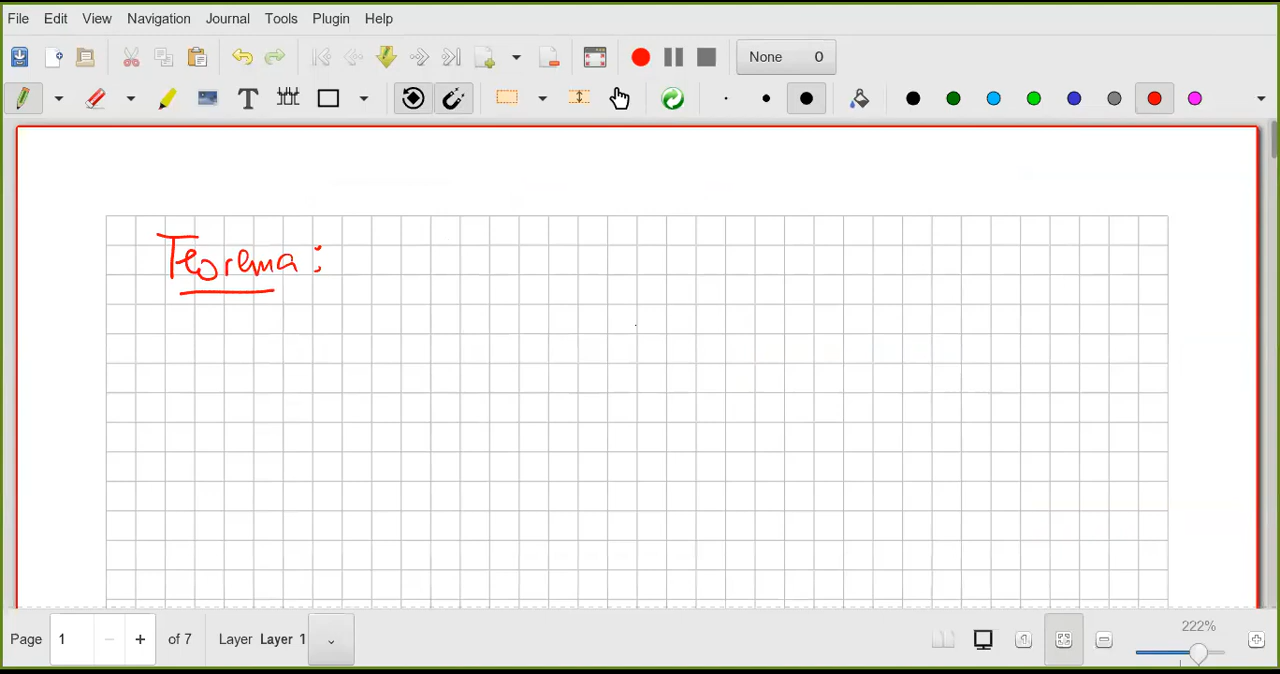 File Edit View Navigation Journal Tools Plugin Help
None 0
T
Teorema:
Page 1 of 7 Layer Layer 1 222%